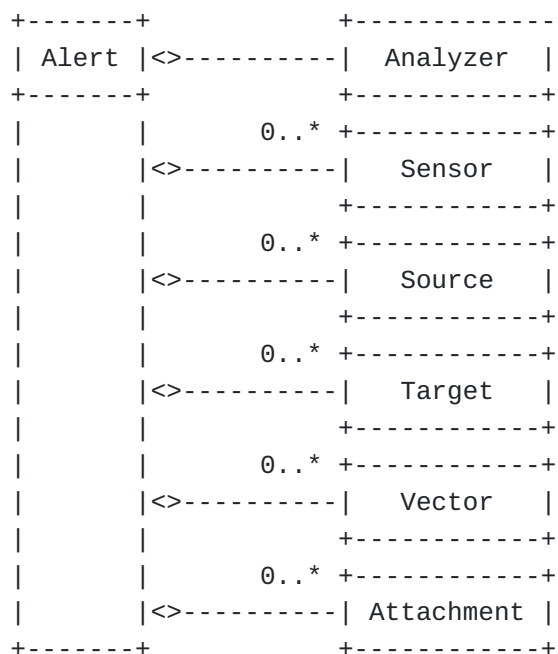 +-------+                 +-------------
| Alert |<>----------|  Analyzer  |
+-------+                 +------------+
|       |          0..* +------------+
|       |<>----------|   Sensor   |
|       |                 +------------+
|       |          0..* +------------+
|       |<>----------|   Source   |
|       |                 +------------+
|       |          0..* +------------+
|       |<>----------|   Target   |
|       |                 +------------+
|       |          0..* +------------+
|       |<>----------|   Vector   |
|       |                 +------------+
|       |          0..* +------------+
|       |<>----------| Attachment |
+-------+                 +------------+